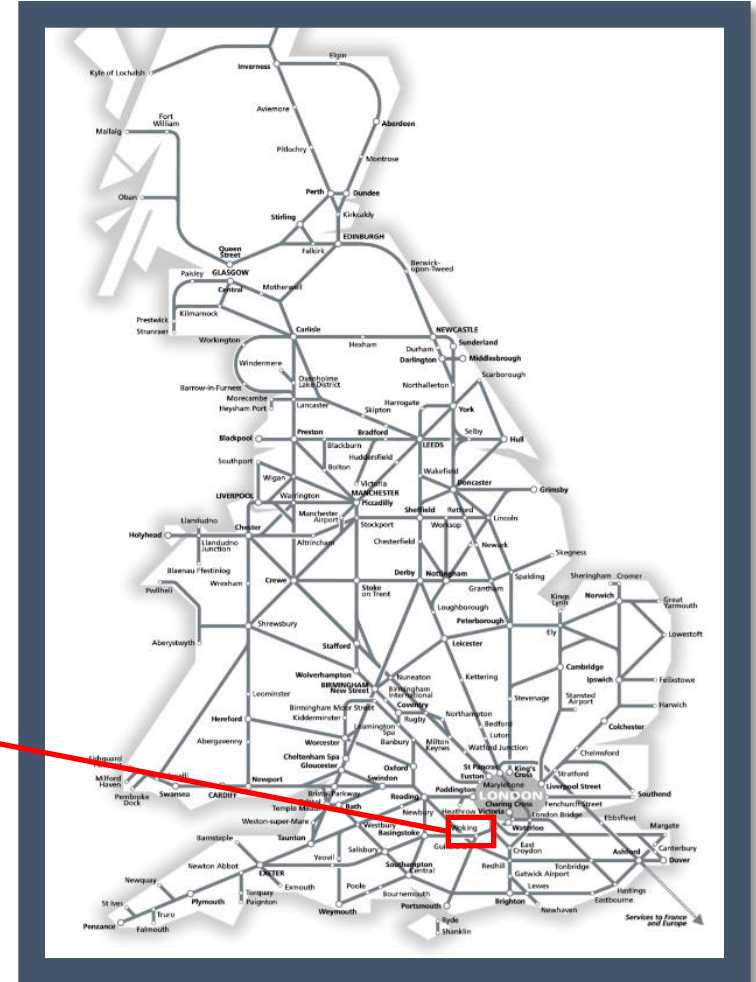 Elgin
Inverness
Kyle of Lochalsh
Aviemore
Fort
William
Aberdeen
Mallaig
Pitlochry
Montrose
Perth
Dundee
Oban
Stirling
Kirkcaldy
EDINBURGH
Queen
Street
Falkirk
Berwick-
upon-Tweed
Paisley
GLASGOW
Central
Motherwell
Prestwick
Kilmarnock
Stranraer
Carlisle
NEWCASTLE
Workington
Hexham
Sunderland
Durham
Darlington
Middlesbrough
Windermere
Scarborough
Oxenholme
Lake District
Barrow-in-Furness
Northallerton
Morecambe
Heysham Port
Lancaster
Harrogate
York
Skipton
Blackpool
Preston
Bradford
LEEDS
Selby
Hull
Blackburn
Huddersfield
Southport
Bolton
Wakefield
Wigan
Victoria
Doncaster
Grimsby
LIVERPOOL
Warrington
MANCHESTER
Piccadilly
Manchester
Airport
Sheffield
Retford
Lincoln
Llandudno
Stockport
Worksop
Holyhead
Chester
Llandudno
Junction
Altrincham
Chesterfield
Newark
Skegness
Blaenau Ffestiniog
Derby
Nottingham
Spalding
Sheringham
Cromer
Pwllheli
Wrexham
Crewe
Stoke
on Trent
Grantham
Kings
Lynn
Norwich
Great
Yarmouth
Loughborough
Shrewsbury
Peterborough
Ely
Lowestoft
Aberystwyth
Stafford
Leicester
Wolverhampton
Cambridge
BIRMINGHAM
New Street
Nuneaton
Kettering
Ipswich
Felixstowe
Birmingham
International
Leominster
Coventry
Stevenage
Stansted
Airport
Harwich
Birmingham Moor Street
Kidderminster
Rugby
Northampton
Hereford
Leamington
Spa
Bedford
Colchester
Abergavenny
Worcester
Banbury
Milton
Keynes
Luton
Watford Junction
Chelmsford
Cheltenham Spa
Gloucester
Oxford
St Pancras
Euston
King's
Cross
Stratford
Milford
Haven
Newport
Swindon
Marylebone
Liverpool Street
Pembroke
Dock
Swansea
CARDIFF
Bristol Parkway
Reading
Paddington
LONDON
Southend
Temple Meads
Bath
Charing Cross
Fenchurch Street
Newbury
Heathrow
Victoria
London Bridge
Ebbsfleet
Weston-super-Mare
Westbury
Basingstoke
Woking
Waterloo
Margate
Barnstaple
Taunton
Salisbury
East
Croydon
Canterbury
Newton Abbot
Yeovil
Southampton
Central
Redhill
Tonbridge
Ashford
Dover
Newquay
EXETER
Gatwick Airport
Exmouth
Poole
Lewes
Hastings
Torquay
Paignton
Bournemouth
Eastbourne
St Ives
Plymouth
Weymouth
Portsmouth
Brighton
Newhaven
Truro
Ryde
Services to France
and Europe
Penzance
Falmouth
Shanklin